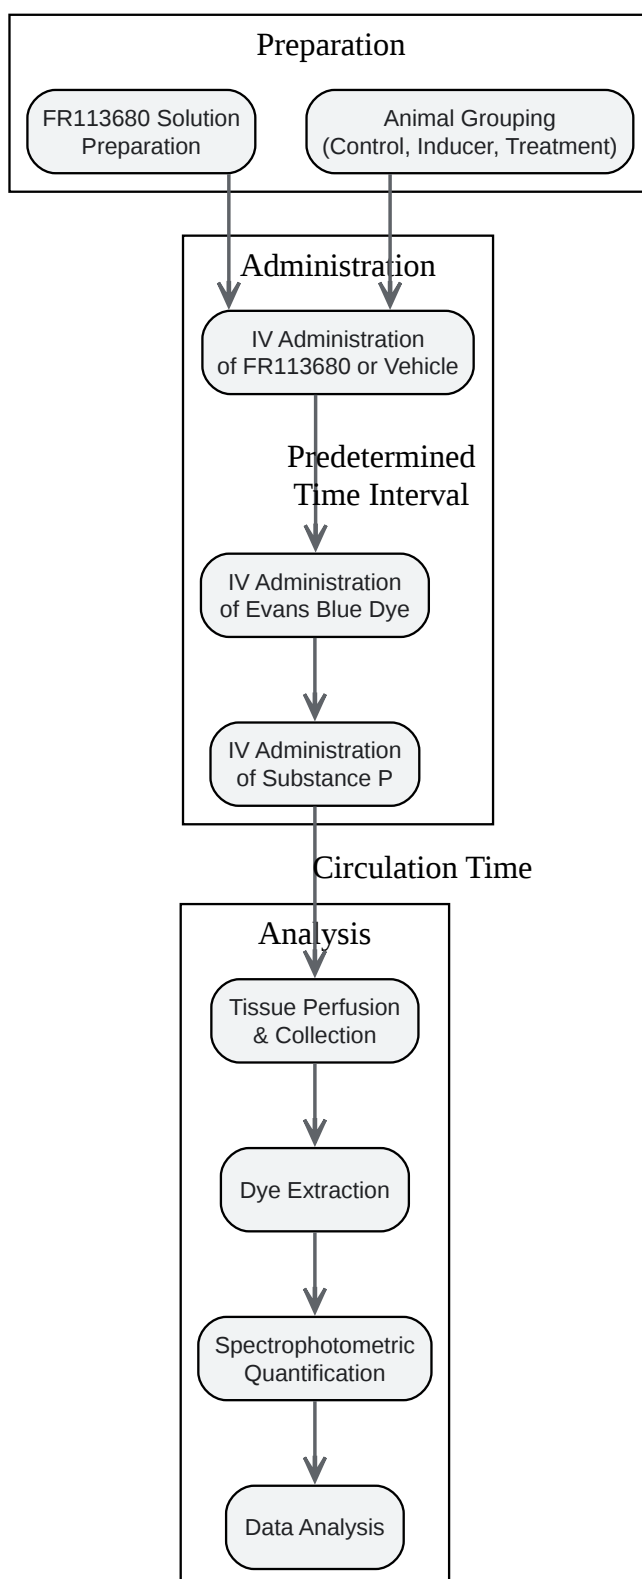 Preparation
FR113680 Solution
Preparation
Animal Grouping
(Control, Inducer, Treatment)
Administration
IV Administration
of FR113680 or Vehicle
Predetermined
Time Interval
IV Administration
of Evans Blue Dye
IV Administration
of Substance P
Circulation Time
Analysis
Tissue Perfusion
& Collection
Dye Extraction
Spectrophotometric
Quantification
Data Analysis